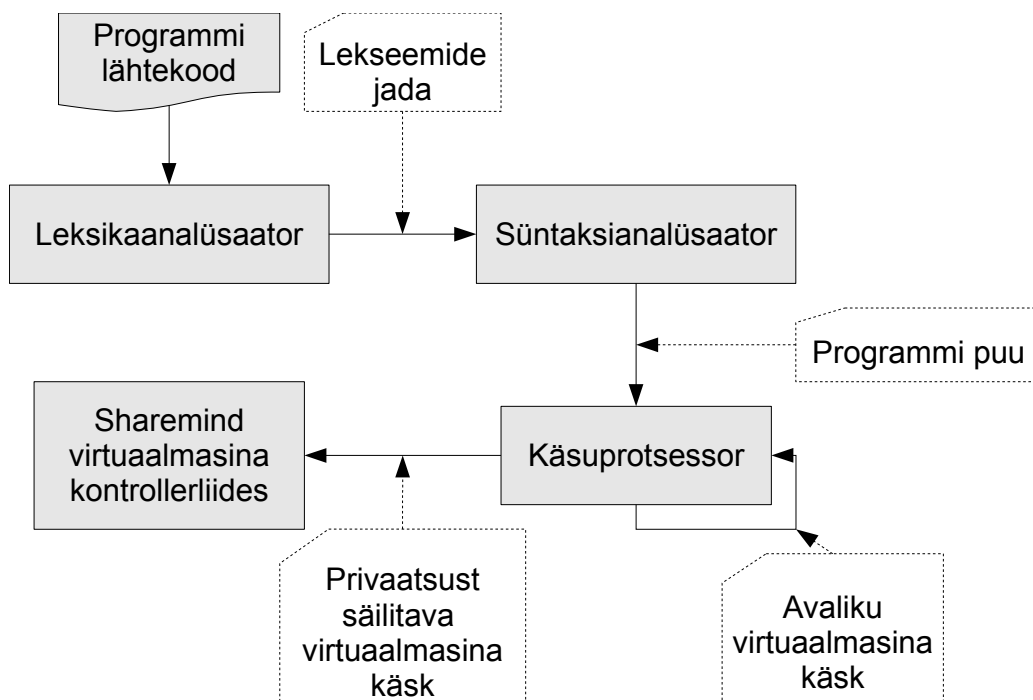 Programmi
lähtekood
Lekseemide
jada
Leksikaanalüsaator
Süntaksianalüsaator
Programmi puu
Sharemind
virtuaalmasina
kontrollerliides
Käsuprotsessor
Privaatsust
säilitava
virtuaalmasina
käsk
Avaliku
virtuaalmasina
käsk